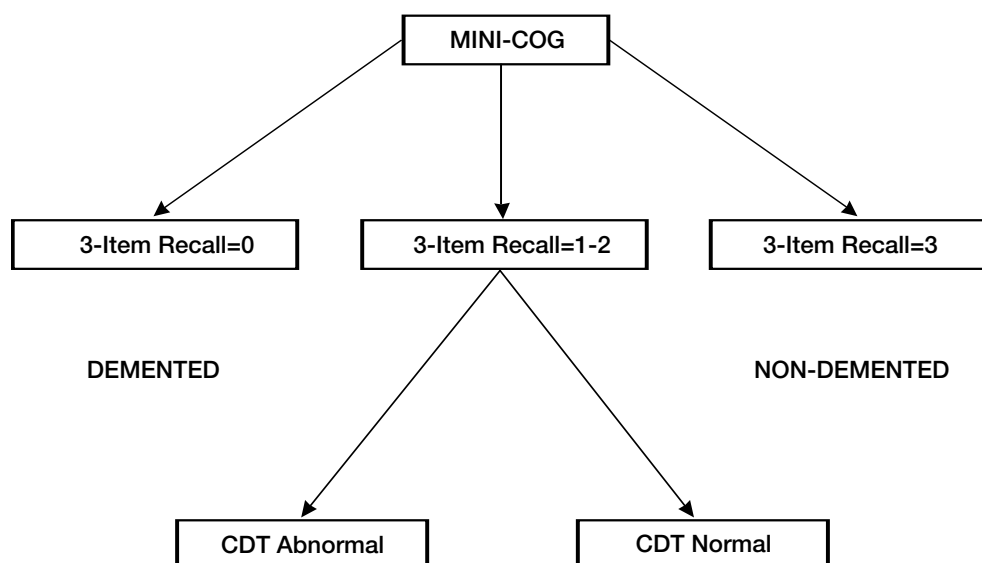 MINI-COG
3-Item Recall=0
3-Item Recall=1-2
3-Item Recall=3
DEMENTED
NON-DEMENTED
CDT Abnormal
CDT Normal